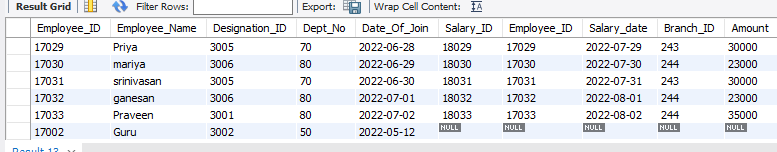 Result Grid Filter Rows: Export: Wrap Cell Content:
Employee_ID Employee_Name Designation_ID Dept_No Date_Of_Join Salary_ID Employee_ID Salary_date Branch_ID Amount
17029 Priya 3005 70 2022-06-28 18029 17029 2022-07-29 243 30000
17030 mariya 3006 80 2022-06-29 18030 17030 2022-07-30 244 23000
17031 srinivasan 3005 70 2022-06-30 18031 17031 2022-07-31 243 30000
17032 ganesan 3006 80 2022-07-01 18032 17032 2022-08-01 244 23000
17033 Praveen 3001 80 2022-07-02 18033 17033 2022-08-02 244 35000
17002 Guru 3002 50 2022-05-12 NULL NULL NULL NULL NULL
Result 13